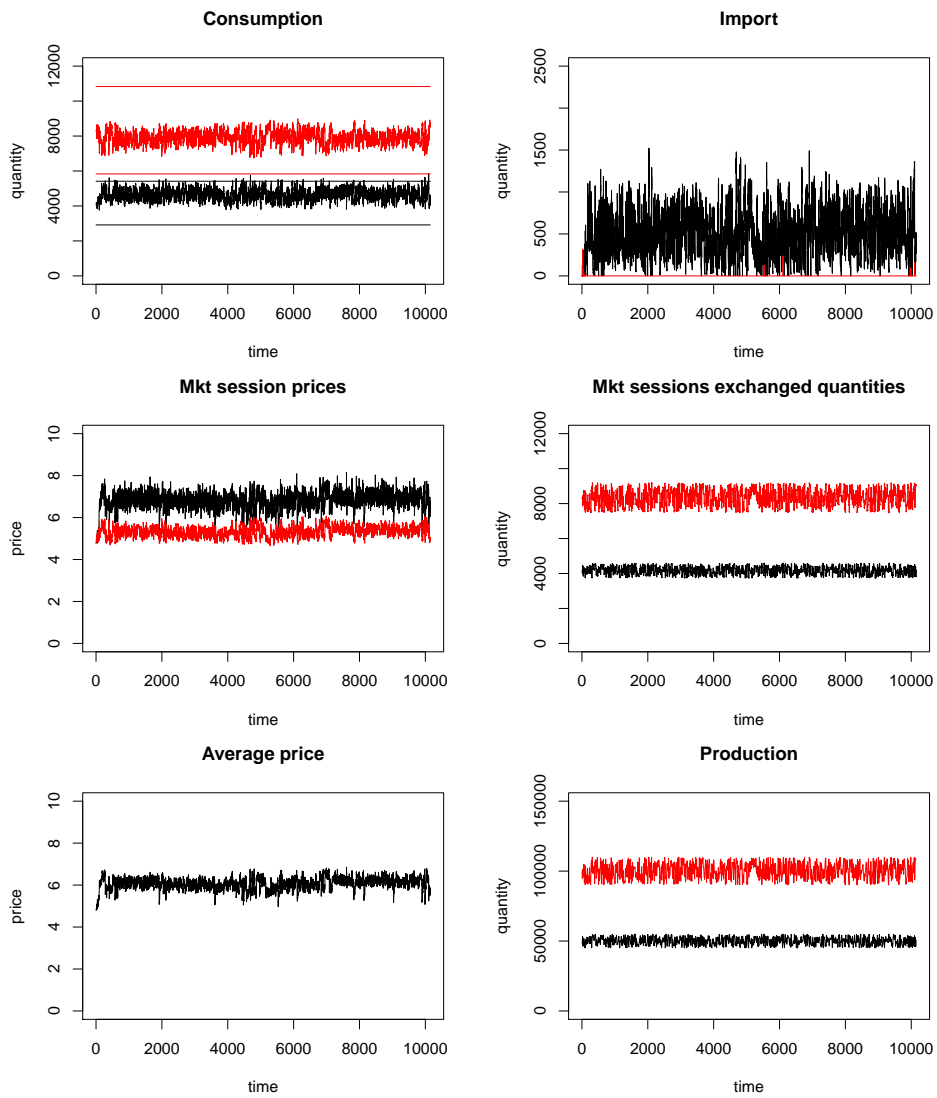 Consumption
quantity
0 4000 8000 12000
0 2000 4000 6000 8000 10000
time
Import
quantity
0 500 1500 2500
0 2000 4000 6000 8000 10000
time
Mkt session prices
price
0 2 4 6 8 10
0 2000 4000 6000 8000 10000
time
Mkt sessions exchanged quantities
quantity
0 4000 8000 12000
0 2000 4000 6000 8000 10000
time
Average price
price
0 2 4 6 8 10
0 2000 4000 6000 8000 10000
time
Production
quantity
0 50000 100000 150000
0 2000 4000 6000 8000 10000
time